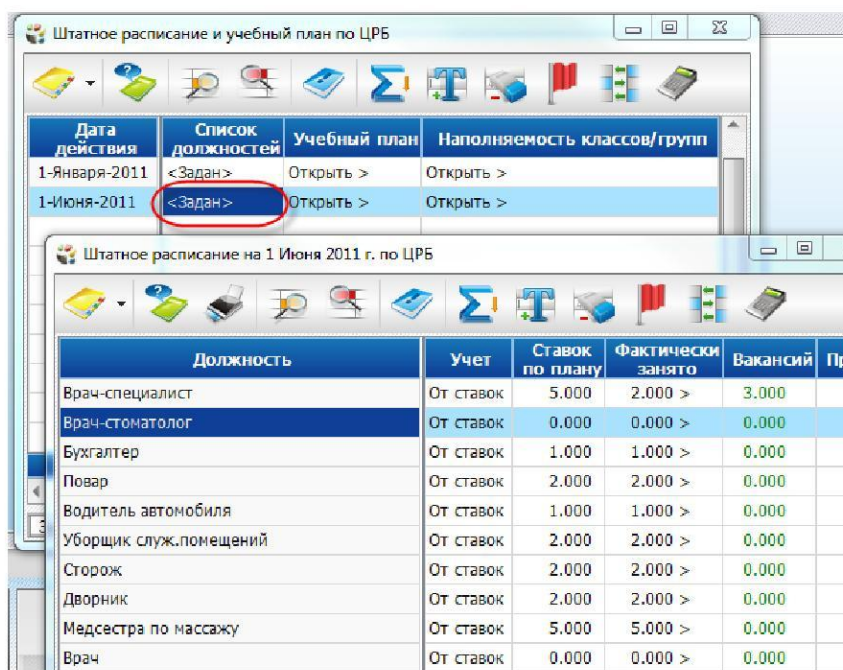 Штатное расписание и учебный план по ЦРБ
Дата действия Список должностей Учебный план Наполняемость классов/групп
1-Января-2011 <Задан> Открыть > Открыть >
1-Июня-2011 <Задан> Открыть > Открыть >
Штатное расписание на 1 Июня 2011 г. по ЦРБ
Должность Учет Ставок по плану Фактически занято Вакансий
Врач-специалист От ставок 5.000 2.000 > 3.000
Врач-стоматолог От ставок 0.000 0.000 > 0.000
Бухгалтер От ставок 1.000 1.000 > 0.000
Повар От ставок 2.000 2.000 > 0.000
Водитель автомобиля От ставок 1.000 1.000 > 0.000
Уборщик служ.помещений От ставок 2.000 2.000 > 0.000
Сторож От ставок 2.000 2.000 > 0.000
Дворник От ставок 2.000 2.000 > 0.000
Медсестра по массажу От ставок 5.000 5.000 > 0.000
Врач От ставок 0.000 0.000 > 0.000